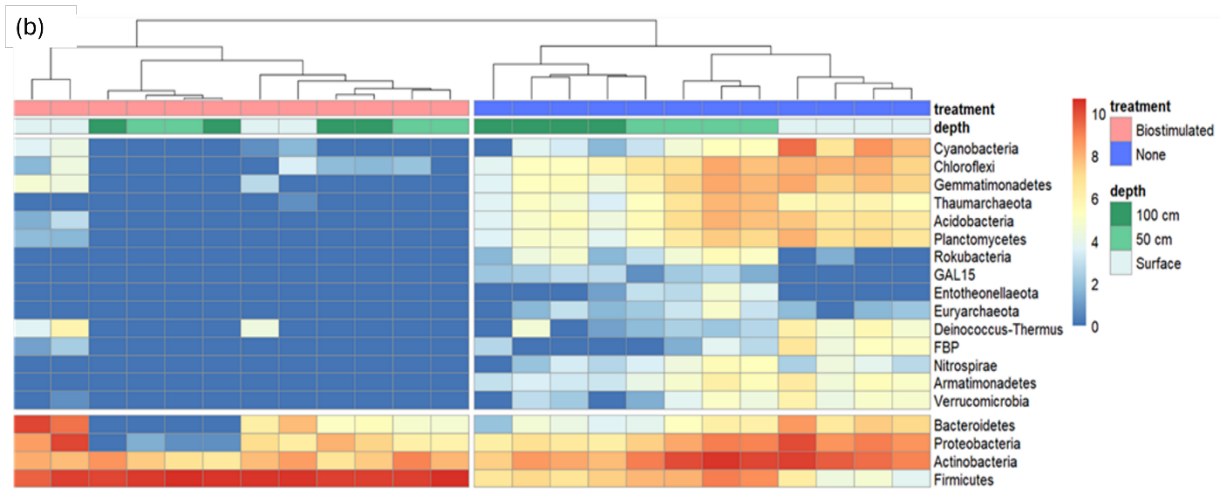 (b)
treatment
depth
Cyanobacteria
Chloroflexi
Gemmatimonadetes
Thaumarchaeota
Acidobacteria
Planctomycetes
Rokubacteria
GAL15
Entotheonellaeota
Euryarchaeota
Deinococcus-Thermus
FBP
Nitrospirae
Armatimonadetes
Verrucomicrobia
Bacteroidetes
Proteobacteria
Actinobacteria
Firmicutes
10
8
6
4
2
0
treatment
Biostimulated
None
depth
100 cm
50 cm
Surface